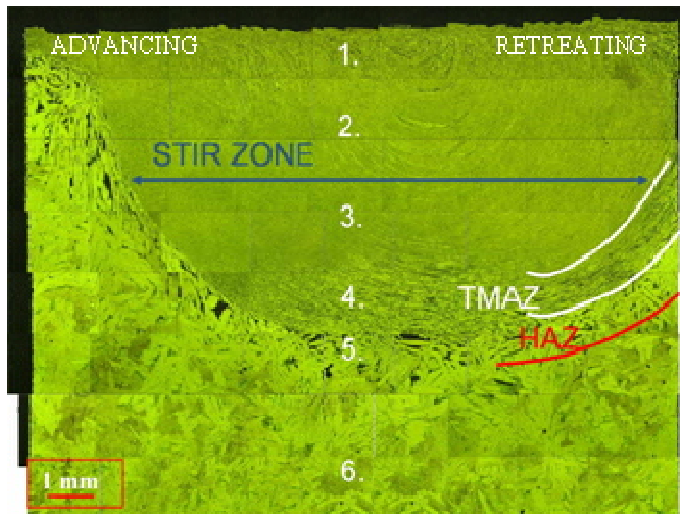 ADVANCING
RETREATING
1.
2.
STIR ZONE
3.
4.
TMAZ
HAZ
5.
6.
1 mm